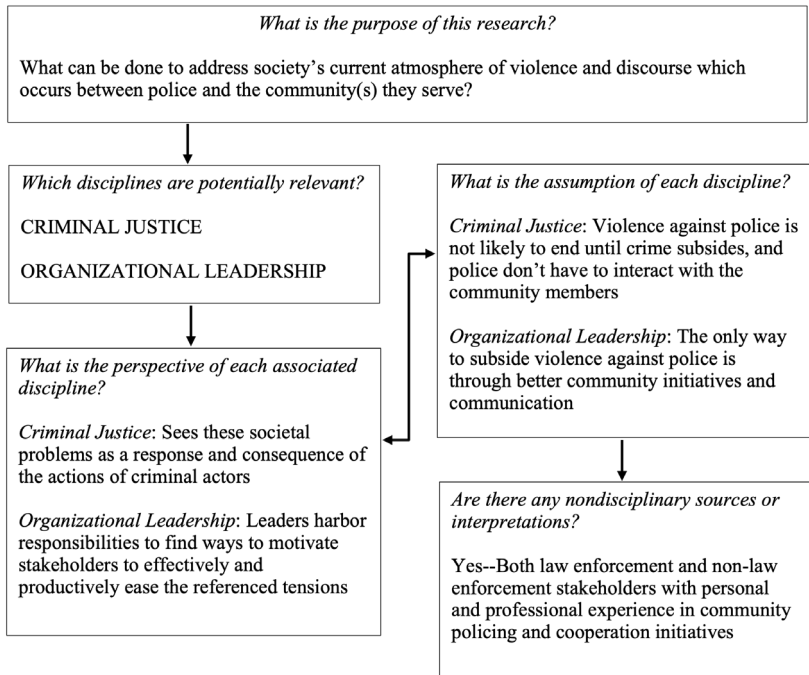 What is the purpose of this research?
What can be done to address society's current atmosphere of violence and discourse which
occurs between police and the community(s) they serve?
Which disciplines are potentially relevant?
CRIMINAL JUSTICE
ORGANIZATIONAL LEADERSHIP
What is the perspective of each associated
discipline?
Criminal Justice: Sees these societal
problems as a response and consequence of
the actions of criminal actors
Organizational Leadership: Leaders harbor
responsibilities to find ways to motivate
stakeholders to effectively and
productively ease the referenced tensions
What is the assumption of each discipline?
Criminal Justice: Violence against police is
not likely to end until crime subsides, and
police don't have to interact with the
community members
Organizational Leadership: The only way
to subside violence against police is
through better community initiatives and
communication
Are there any nondisciplinary sources or
interpretations?
Yes--Both law enforcement and non-law
enforcement stakeholders with personal
and professional experience in community
policing and cooperation initiatives